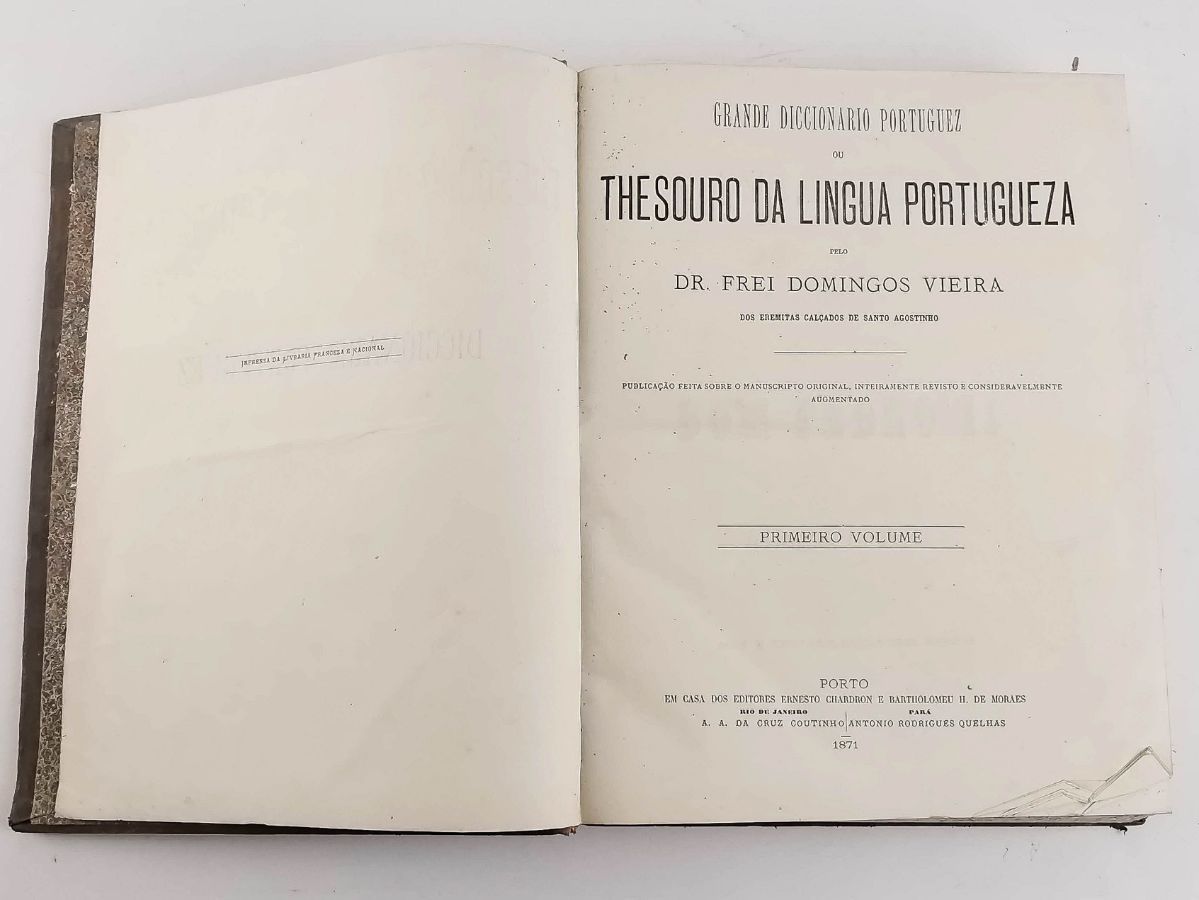 IMPRENSA DA LIVRARIA FRANCEZA E NACIONAL
GRANDE DICCIONARIO PORTUGUEZ
OU
THESOURO DA LINGUA PORTUGUEZA
PELO
DR. FREI DOMINGOS VIEIRA
DOS EREMITAS CALÇADOS DE SANTO AGOSTINHO
PUBLICAÇÃO FEITA SOBRE O MANUSCRIPTO ORIGINAL, INTEIRAMENTE REVISTO E CONSIDERAVELMENTE
AUGMENTADO
PRIMEIRO VOLUME
PORTO
EM CASA DOS EDITORES ERNESTO CHARDRON E BARTHOLOMEU H. DE MORAES
RIO DE JANEIRO PARÁ
A. A. DA CRUZ COUTINHO ANTONIO RODRIGUES QUELHAS
1871